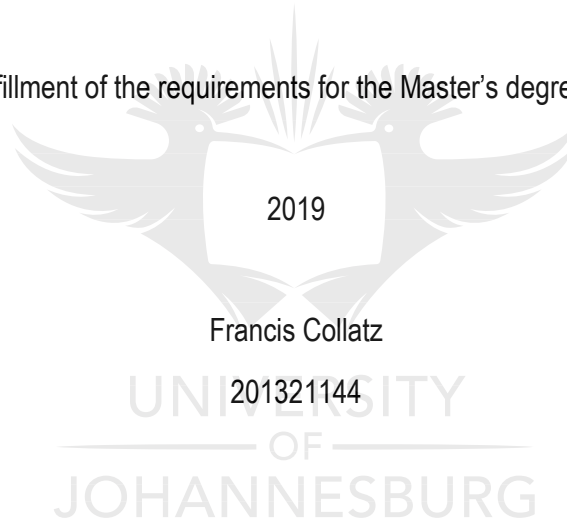 fillment of the requirements for the Master’s degre
2019
Francis Collatz
201321144
UNIVERSITY
OF
JOHANNESBURG